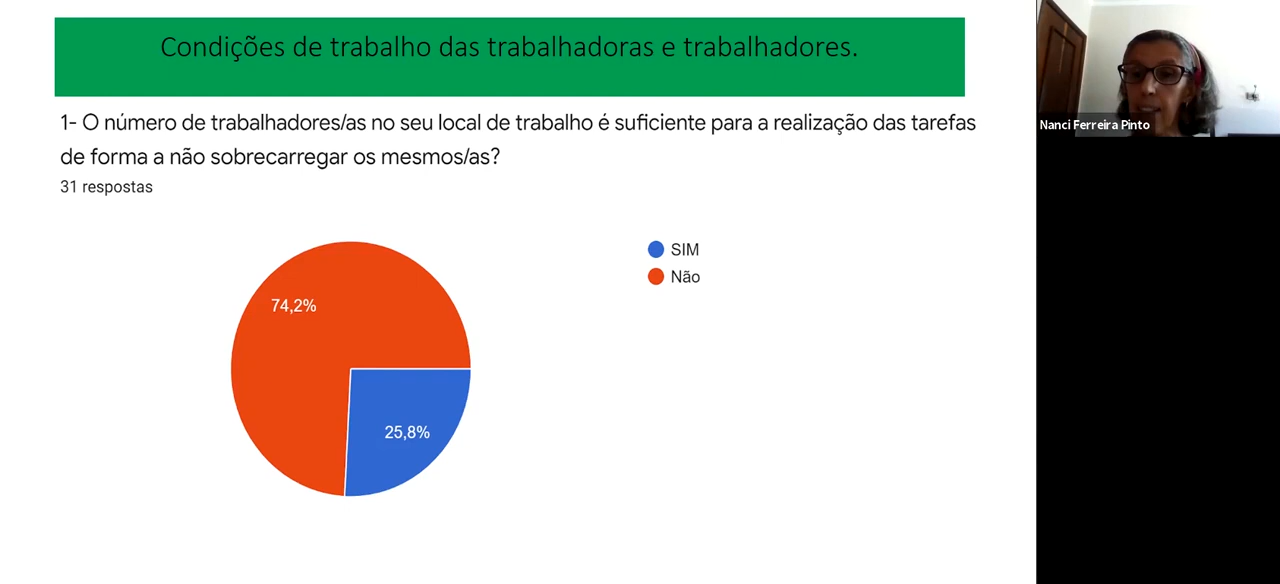 Condições de trabalho das trabalhadoras e trabalhadores.
1- O número de trabalhadores/as no seu local de trabalho é suficiente para a realização das tarefas
de forma a não sobrecarregar os mesmos/as?
31 respostas
SIM
Não
74,2%
25,8%
Nanci Ferreira Pinto